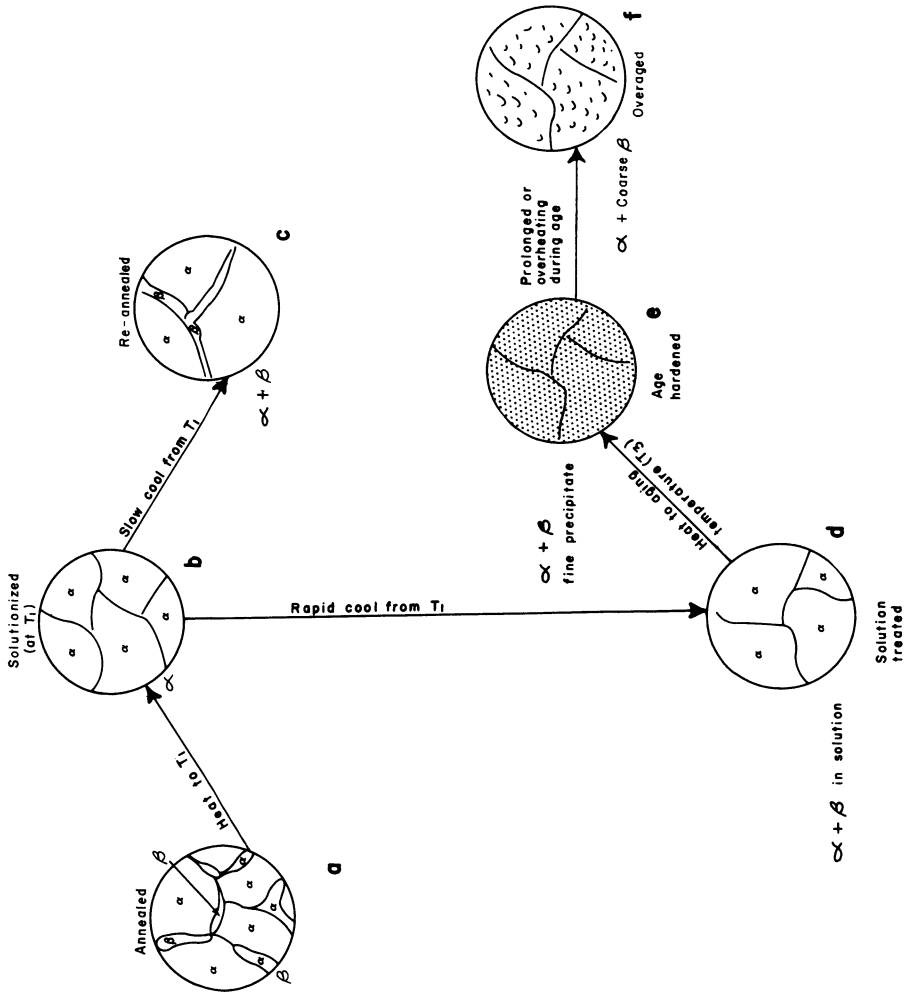 Annealed
β
β
α
α
α
α
α
α
α
β
a
Heat to T₁
Solutionized
(at T₁)
α
α
α
α
α
b
α
Slow cool from T₁
Re-annealed
β
α
α
β
α
c
α + β
Rapid cool from T₁
α
α
α
α
d
Solution
treated
α + β in solution
Heat to aging
temperature (T₃)
α + β
fine precipitate
e
Age
hardened
Prolonged or
overheating
during age
f
Overaged
α + Coarse β